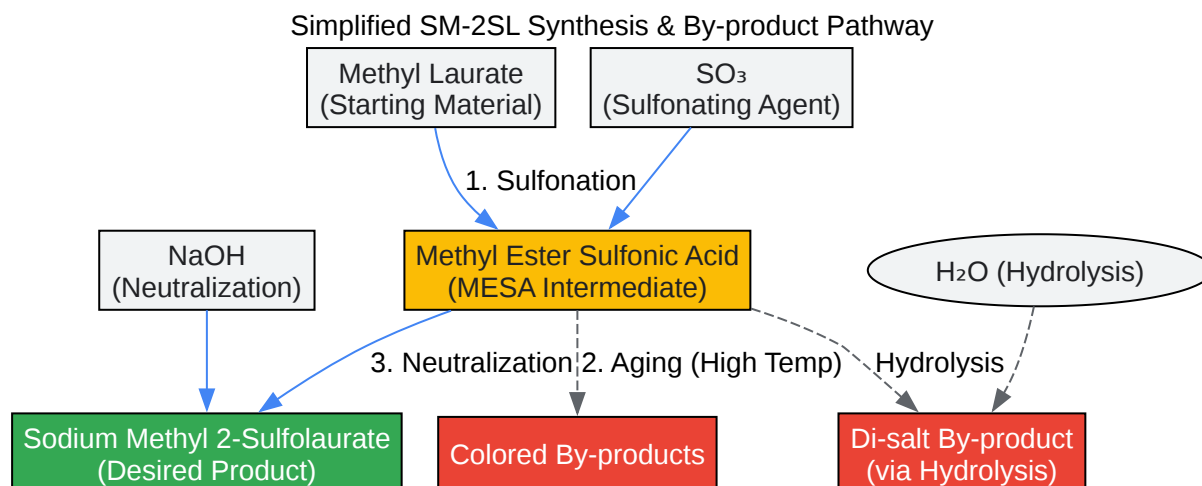 Simplified SM-2SL Synthesis & By-product Pathway
Methyl Laurate
(Starting Material)
SO₃
(Sulfonating Agent)
1. Sulfonation
NaOH
(Neutralization)
Methyl Ester Sulfonic Acid
(MESA Intermediate)
H₂O (Hydrolysis)
3. Neutralization
2. Aging (High Temp)
Hydrolysis
Sodium Methyl 2-Sulfolaurate
(Desired Product)
Colored By-products
Di-salt By-product
(via Hydrolysis)